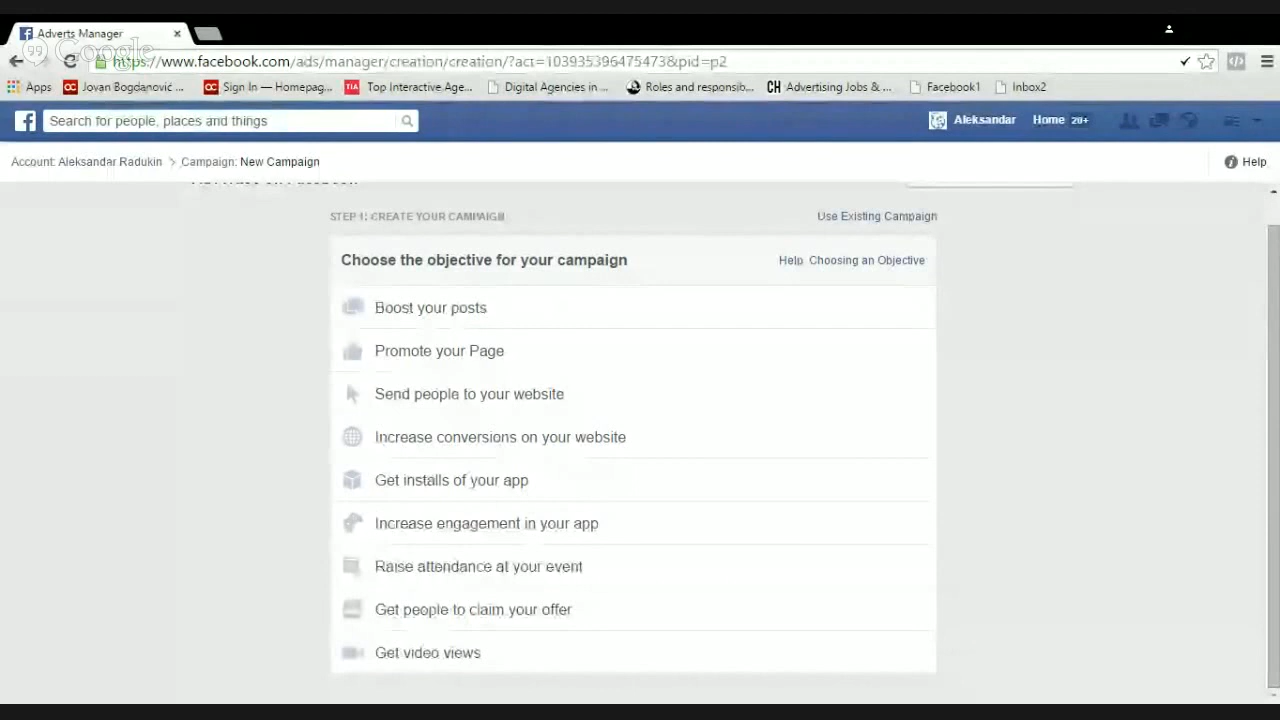 Adverts Manager
Google
https://www.facebook.com/ads/manager/creation/creation/?act=103935396475473&pid=p2
Apps Jovan Bogdanović ... Sign In — Homepag... TIA Top Interactive Age... Digital Agencies in ... Roles and responsib... CH Advertising Jobs & ... Facebook1 Inbox2
Search for people, places and things Aleksandar Home 20+
Account: Aleksandar Radukin > Campaign: New Campaign Help
STEP 1: CREATE YOUR CAMPAIGN Use Existing Campaign
Choose the objective for your campaign Help: Choosing an Objective
Boost your posts
Promote your Page
Send people to your website
Increase conversions on your website
Get installs of your app
Increase engagement in your app
Raise attendance at your event
Get people to claim your offer
Get video views